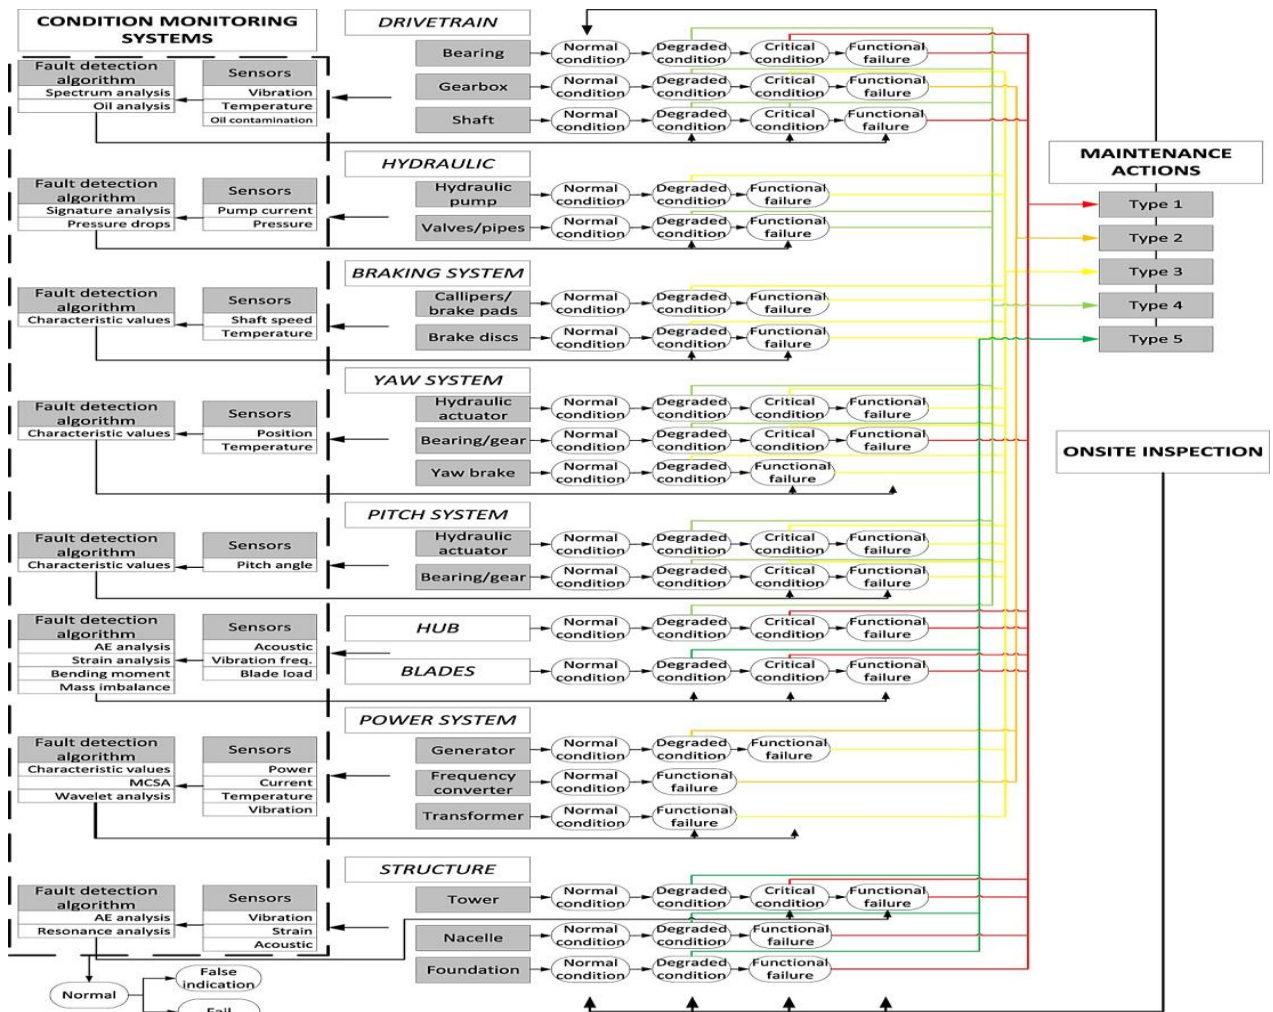 CONDITION MONITORING
SYSTEMS
Fault detection
algorithm
Spectrum analysis
Oil analysis
Sensors
Vibration
Temperature
Oil contamination
DRIVETRAIN
Bearing
Normal
condition
Degraded
condition
Critical
condition
Functional
failure
Gearbox
Normal
condition
Degraded
condition
Critical
condition
Functional
failure
Shaft
Normal
condition
Degraded
condition
Critical
condition
Functional
failure
Fault detection
algorithm
Signature analysis
Pressure drops
Sensors
Pump current
Pressure
HYDRAULIC
Hydraulic
pump
Normal
condition
Degraded
condition
Functional
failure
Valves/pipes
Normal
condition
Degraded
condition
Functional
failure
Fault detection
algorithm
Characteristic values
Sensors
Shaft speed
Temperature
BRAKING SYSTEM
Callipers/
brake pads
Normal
condition
Degraded
condition
Functional
failure
Brake discs
Normal
condition
Degraded
condition
Functional
failure
Fault detection
algorithm
Characteristic values
Sensors
Position
Temperature
YAW SYSTEM
Hydraulic
actuator
Normal
condition
Degraded
condition
Critical
condition
Functional
failure
Bearing/gear
Normal
condition
Degraded
condition
Critical
condition
Functional
failure
Yaw brake
Normal
condition
Degraded
condition
Functional
failure
Fault detection
algorithm
Characteristic values
Sensors
Pitch angle
PITCH SYSTEM
Hydraulic
actuator
Normal
condition
Degraded
condition
Critical
condition
Functional
failure
Bearing/gear
Normal
condition
Degraded
condition
Critical
condition
Functional
failure
Fault detection
algorithm
AE analysis
Strain analysis
Bending moment
Mass imbalance
Sensors
Acoustic
Vibration freq.
Blade load
HUB
Normal
condition
Degraded
condition
Critical
condition
Functional
failure
BLADES
Normal
condition
Degraded
condition
Critical
condition
Functional
failure
Fault detection
algorithm
Characteristic values
MCSA
Wavelet analysis
Sensors
Power
Current
Temperature
Vibration
POWER SYSTEM
Generator
Normal
condition
Degraded
condition
Functional
failure
Frequency
converter
Normal
condition
Functional
failure
Transformer
Normal
condition
Functional
failure
Fault detection
algorithm
AE analysis
Resonance analysis
Sensors
Vibration
Strain
Acoustic
STRUCTURE
Tower
Normal
condition
Degraded
condition
Critical
condition
Functional
failure
Nacelle
Normal
condition
Degraded
condition
Functional
failure
Foundation
Normal
condition
Degraded
condition
Functional
failure
Normal
False
indication
Fail
MAINTENANCE
ACTIONS
Type 1
Type 2
Type 3
Type 4
Type 5
ONSITE INSPECTION